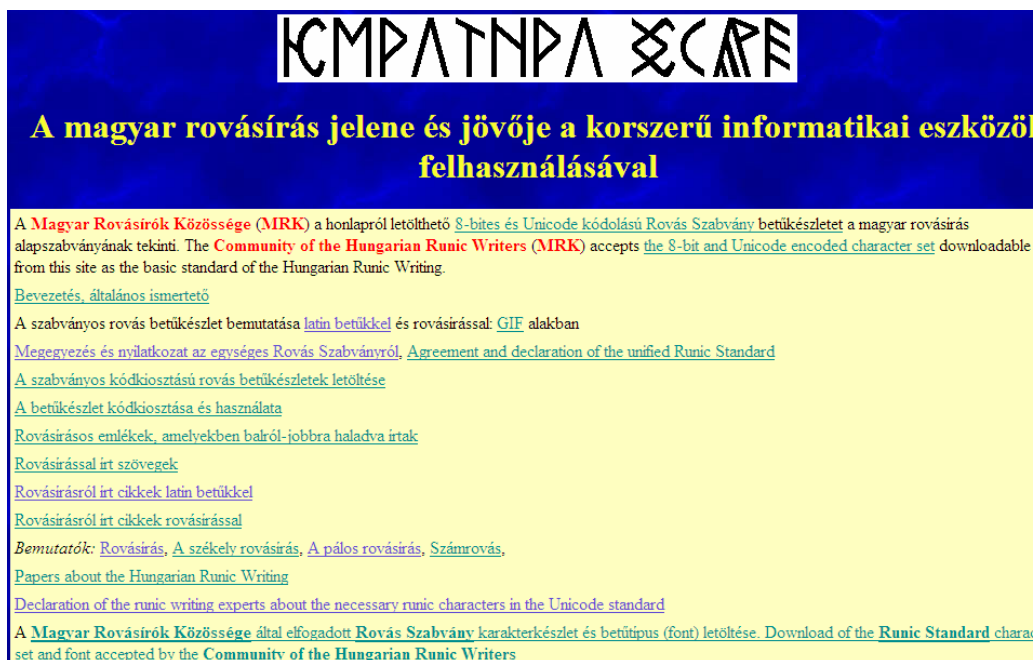 A magyar rovásírás jelene és jövője a korszerű informatikai eszközök
felhasználásával
A Magyar Rovásírók Közössége (MRK) a honlapról letölthető 8-bites és Unicode kódolású Rovás Szabvány betűkészletet a magyar rovásírás
alapszabványának tekinti. The Community of the Hungarian Runic Writers (MRK) accepts the 8-bit and Unicode encoded character set downloadable
from this site as the basic standard of the Hungarian Runic Writing.
Bevezetés, általános ismertető
A szabványos rovás betűkészlet bemutatása latin betűkkel és rovásírással: GIF alakban
Megegyezés és nyilatkozat az egységes Rovás Szabványról, Agreement and declaration of the unified Runic Standard
A szabványos kódkiosztású rovás betűkészletek letöltése
A betűkészlet kódkiosztása és használata
Rovásírásos emlékek, amelyekben balról-jobbra haladva írtak
Rovásírással írt szövegek
Rovásírásról írt cikkek latin betűkkel
Rovásírásról írt cikkek rovásírással
Bemutatók: Rovásírás, A székely rovásírás, A pálos rovásírás, Számrovás,
Papers about the Hungarian Runic Writing
Declaration of the runic writing experts about the necessary runic characters in the Unicode standard
A Magyar Rovásírók Közössége által elfogadott Rovás Szabvány karakterkészlet és betűtípus (font) letöltése. Download of the Runic Standard charac
set and font accepted by the Community of the Hungarian Runic Writers